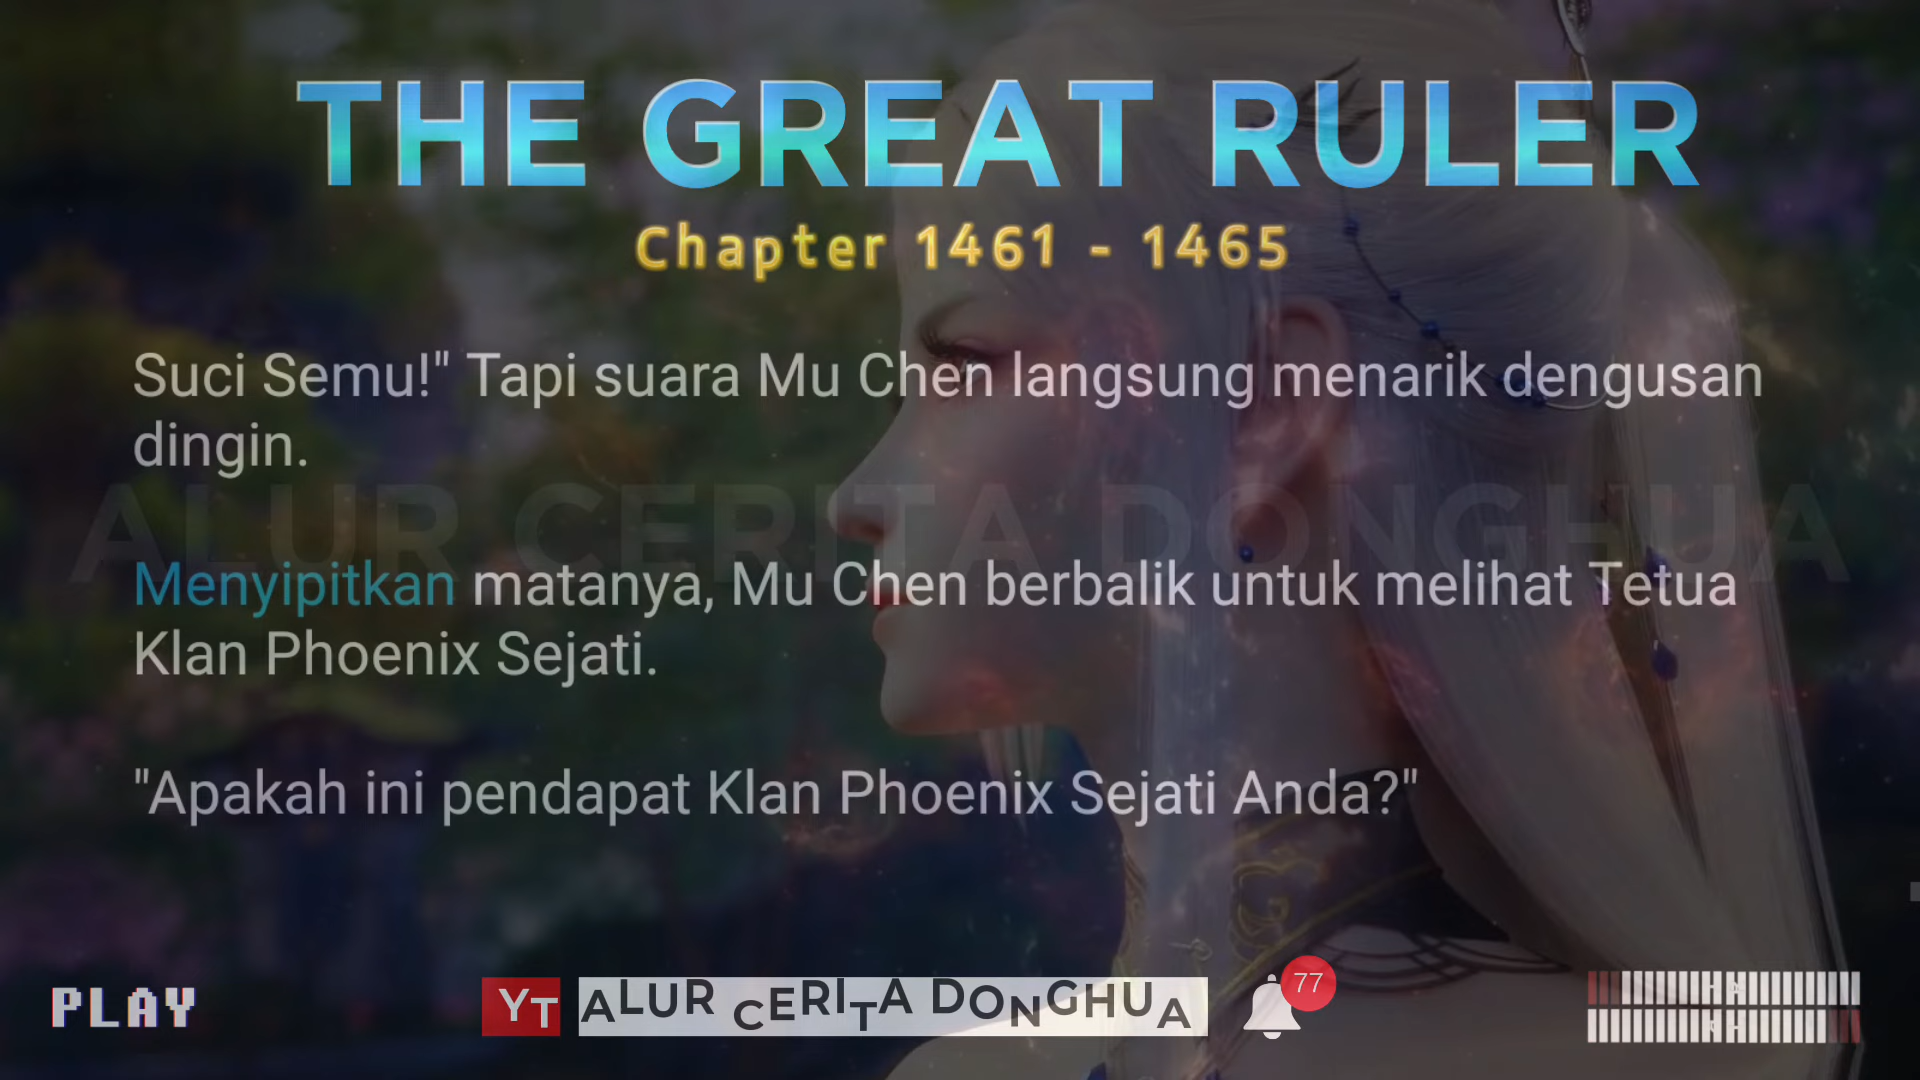 THE GREAT RULER
Chapter 1461 - 1465
Suci Semu!" Tapi suara Mu Chen langsung menarik dengusan
dingin.
ALUR CERITA DONGHUA
Menyipitkan matanya, Mu Chen berbalik untuk melihat Tetua
Klan Phoenix Sejati.
"Apakah ini pendapat Klan Phoenix Sejati Anda?"
PLAY
YT ALUR CERITA DONGHUA
77